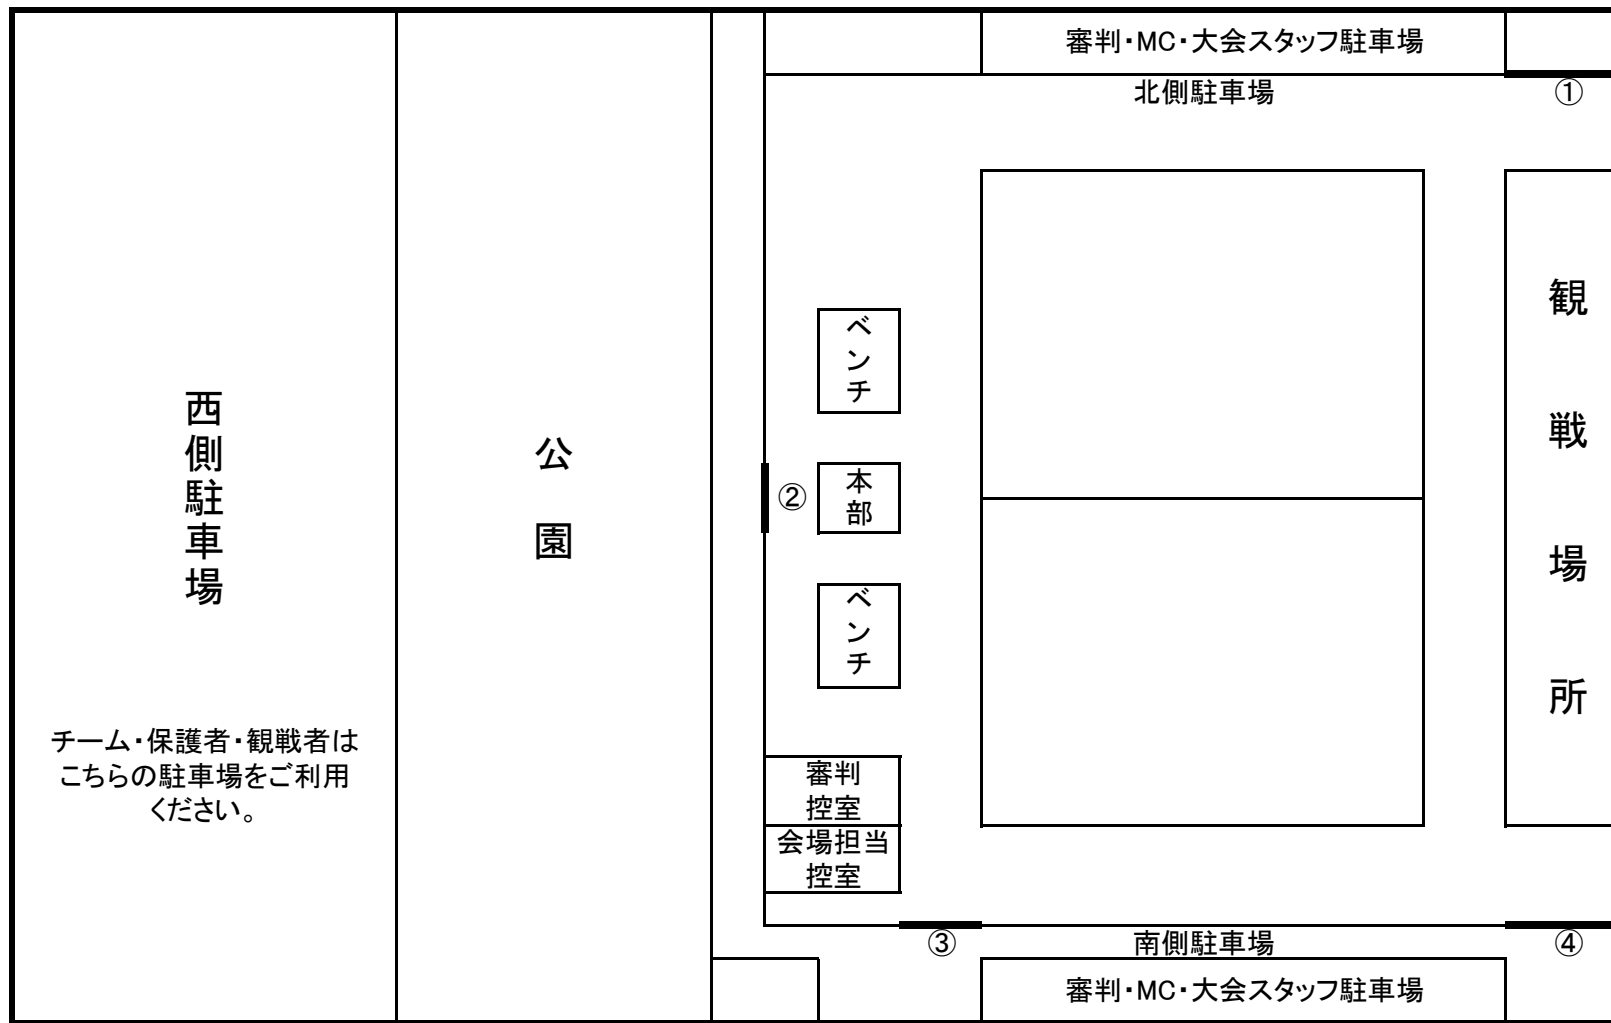 審判・MC・大会スタッフ駐車場
北側駐車場
①
西側駐車場
チーム・保護者・観戦者は
こちらの駐車場をご利用
ください。
公園
ベンチ
②
本部
ベンチ
審判
控室
会場担当
控室
観戦場所
③
南側駐車場
④
審判・MC・大会スタッフ駐車場